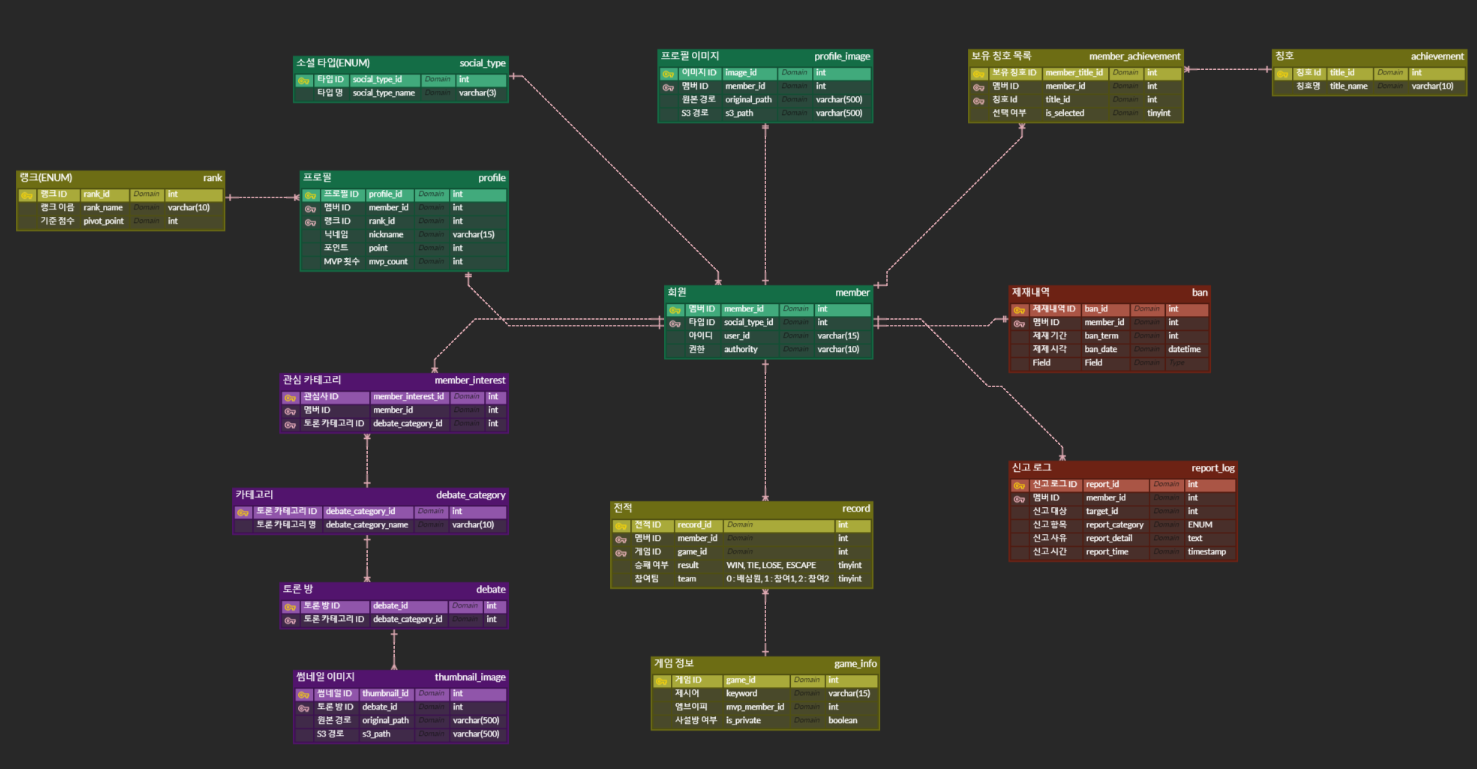 소셜 타입(ENUM) social_type
타입 ID social_type_id Domain int
타입 명 social_type_name Domain varchar(3)
프로필 이미지 profile_image
이미지 ID image_id Domain int
멤버 ID member_id Domain int
원본 경로 original_path Domain varchar(500)
S3 경로 s3_path Domain varchar(500)
보유 칭호 목록 member_achievement
보유 칭호 ID member_title_id Domain int
멤버 ID member_id Domain int
칭호 Id title_id Domain int
선택 여부 is_selected Domain tinyint
칭호 achievement
칭호 Id title_id Domain int
칭호명 title_name Domain varchar(10)
랭크(ENUM) rank
랭크 ID rank_id Domain int
랭크 이름 rank_name Domain varchar(10)
기준 점수 pivot_point Domain int
프로필 profile
프로필 ID profile_id Domain int
멤버 ID member_id Domain int
랭크 ID rank_id Domain int
닉네임 nickname Domain varchar(15)
포인트 point Domain int
MVP 횟수 mvp_count Domain int
회원 member
멤버 ID member_id Domain int
타입 ID social_type_id Domain int
아이디 user_id Domain varchar(15)
권한 authority Domain varchar(10)
제재내역 ban
제재내역 ID ban_id Domain int
멤버 ID member_id Domain int
제재 기간 ban_term Domain int
제제 시각 ban_date Domain datetime
Field Field Domain Type
관심 카테고리 member_interest
관심사 ID member_interest_id Domain int
멤버 ID member_id Domain int
토론 카테고리 ID debate_category_id Domain int
신고 로그 report_log
신고 로그 ID report_id Domain int
멤버 ID member_id Domain int
신고 대상 target_id Domain int
신고 항목 report_category Domain ENUM
신고 사유 report_detail Domain text
신고 시간 report_time Domain timestamp
카테고리 debate_category
토론 카테고리 ID debate_category_id Domain int
토론 카테고리 명 debate_category_name Domain varchar(10)
전적 record
전적 ID record_id Domain int
멤버 ID member_id Domain int
게임 ID game_id Domain int
승패 여부 result WIN, TIE, LOSE, ESCAPE tinyint
참여팀 team 0 : 배심원, 1 : 참여1, 2 : 참여2 tinyint
토론 방 debate
토론 방 ID debate_id Domain int
토론 카테고리 ID debate_category_id Domain int
썸네일 이미지 thumbnail_image
썸네일 ID thumbnail_id Domain int
토론 방 ID debate_id Domain int
원본 경로 original_path Domain varchar(500)
S3 경로 s3_path Domain varchar(500)
게임 정보 game_info
게임 ID game_id Domain int
제시어 keyword Domain varchar(15)
엠브이피 mvp_member_id Domain int
사설방 여부 is_private Domain boolean